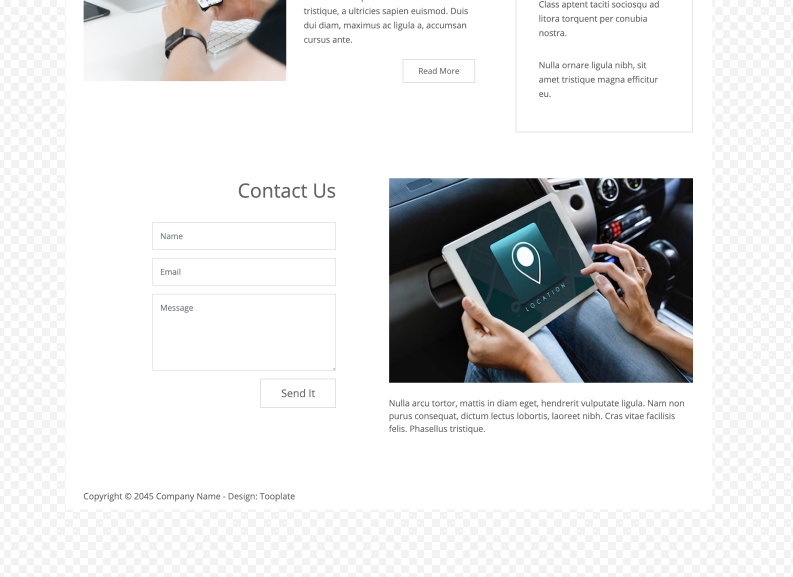 tristique, a ultricies sapien euismod. Duis
dui diam, maximus ac ligula a, accumsan
cursus ante.
Read More
Class aptent taciti sociosqu ad
litora torquent per conubia
nostra.
Nulla ornare ligula nibh, sit
amet tristique magna efficitur
eu.
Contact Us
Name
Email
Message
Send It
LOCATION
Nulla arcu tortor, mattis in diam eget, hendrerit vulputate ligula. Nam non
purus consequat, dictum lectus lobortis, laoreet nibh. Cras vitae facilisis
felis. Phasellus tristique.
Copyright © 2045 Company Name - Design: Tooplate